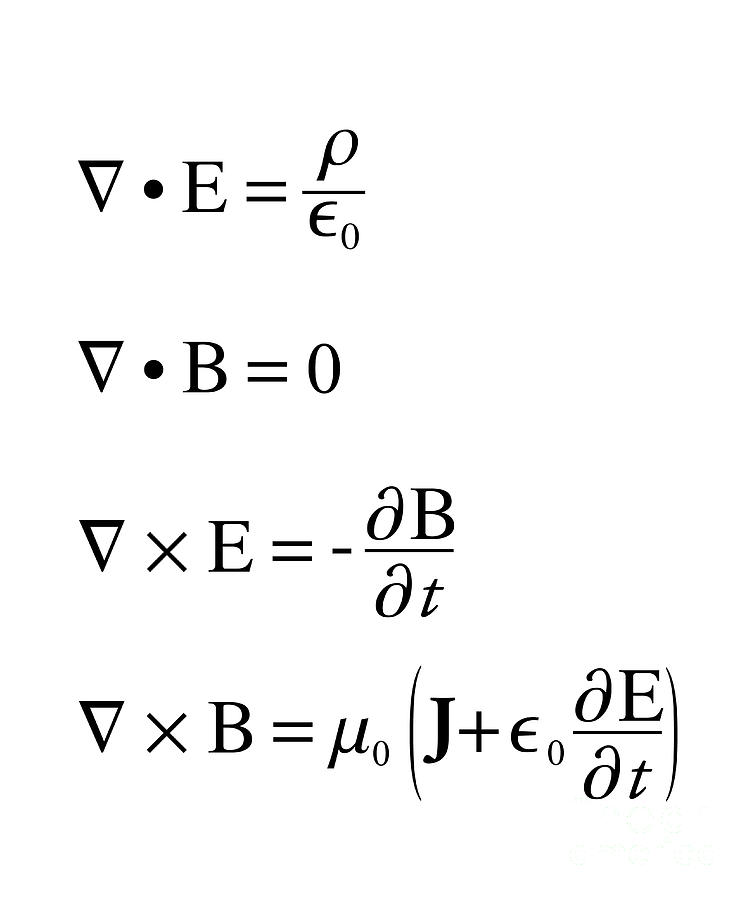 ∇ • E = ρ/ϵ₀
∇ • B = 0
∇ × E = -∂B/∂t
∇ × B = μ₀ (J+ϵ₀ ∂E/∂t)